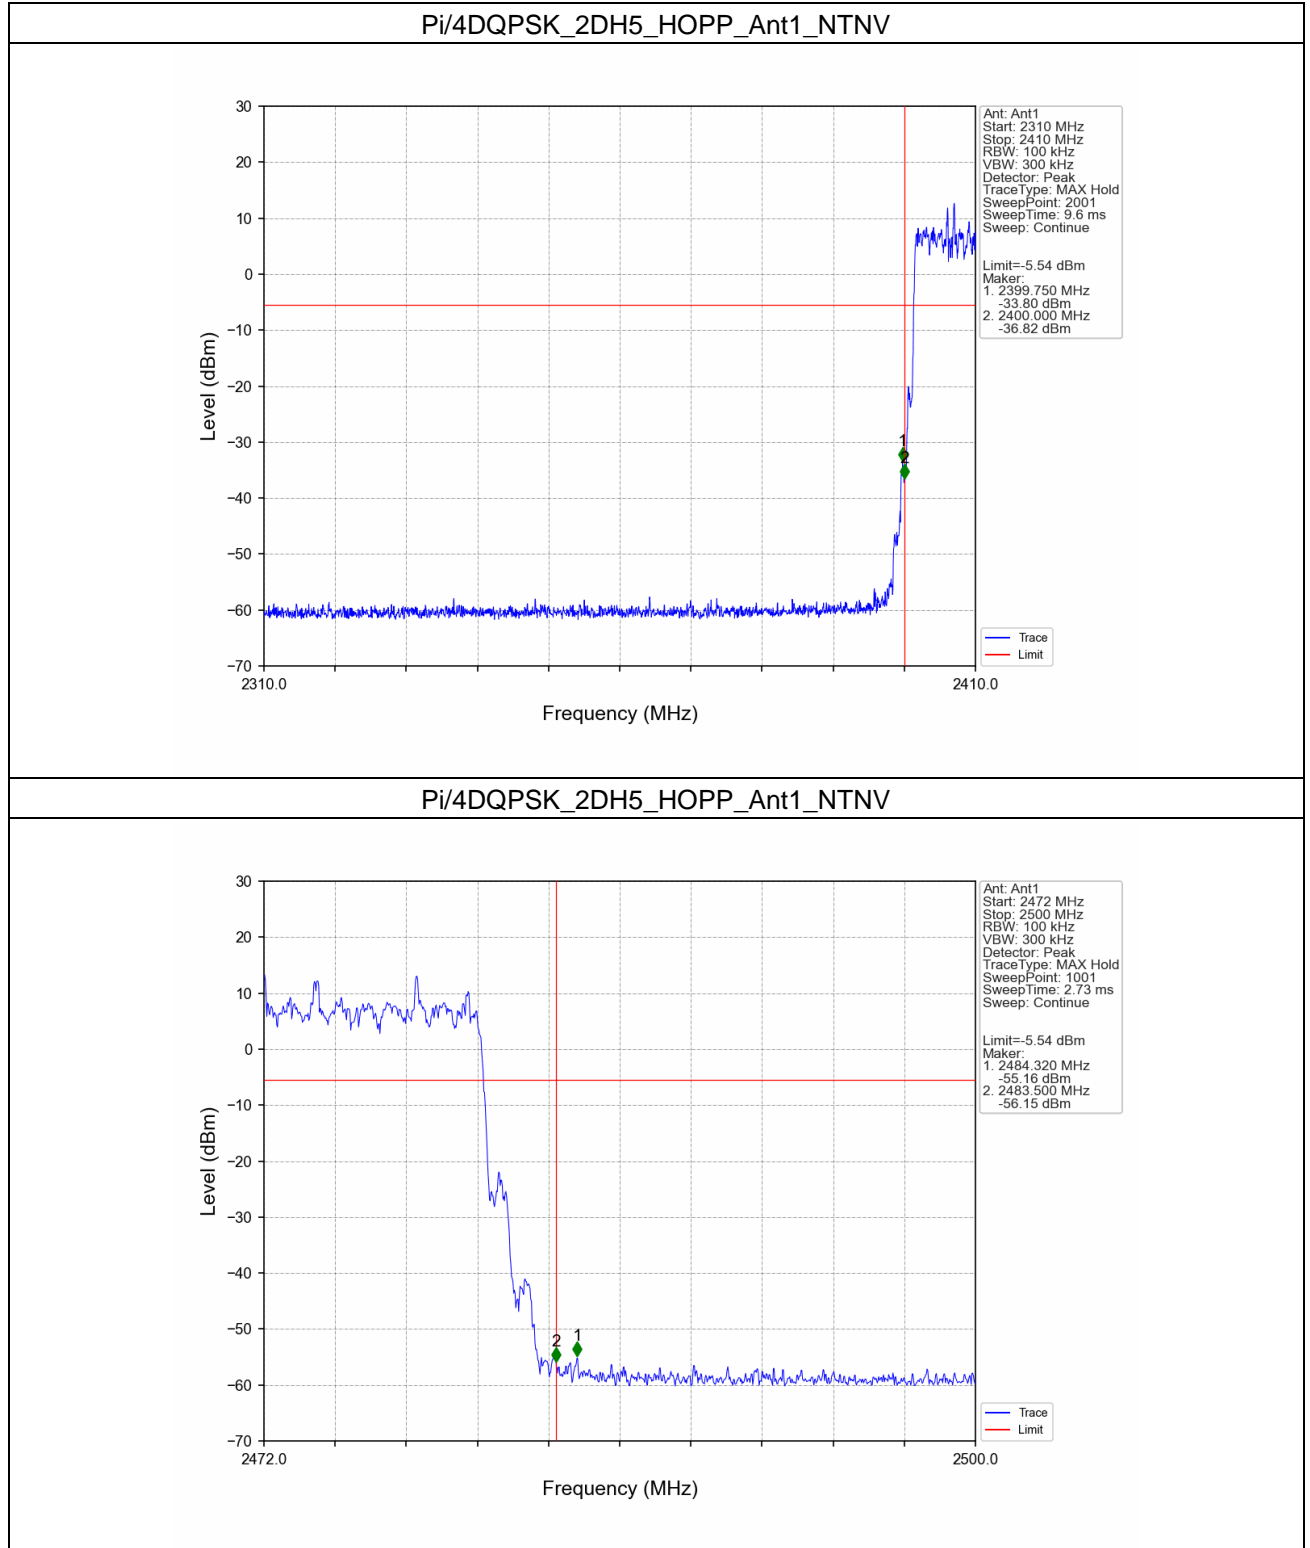 Pi/4DQPSK_2DH5_HOPP_Ant1_NTNV
30
20
10
0
−10
−20
−30
−40
−50
−60
−70
Level (dBm)
2310.0
2410.0
Frequency (MHz)
1
2
Ant: Ant1
Start: 2310 MHz
Stop: 2410 MHz
RBW: 100 kHz
VBW: 300 kHz
Detector: Peak
TraceType: MAX Hold
SweepPoint: 2001
SweepTime: 9.6 ms
Sweep: Continue
Limit=-5.54 dBm
Maker:
1. 2399.750 MHz
-33.80 dBm
2. 2400.000 MHz
-36.82 dBm
Trace
Limit
Pi/4DQPSK_2DH5_HOPP_Ant1_NTNV
30
20
10
0
−10
−20
−30
−40
−50
−60
−70
Level (dBm)
2472.0
2500.0
Frequency (MHz)
2
1
Ant: Ant1
Start: 2472 MHz
Stop: 2500 MHz
RBW: 100 kHz
VBW: 300 kHz
Detector: Peak
TraceType: MAX Hold
SweepPoint: 1001
SweepTime: 2.73 ms
Sweep: Continue
Limit=-5.54 dBm
Maker:
1. 2484.320 MHz
-55.16 dBm
2. 2483.500 MHz
-56.15 dBm
Trace
Limit